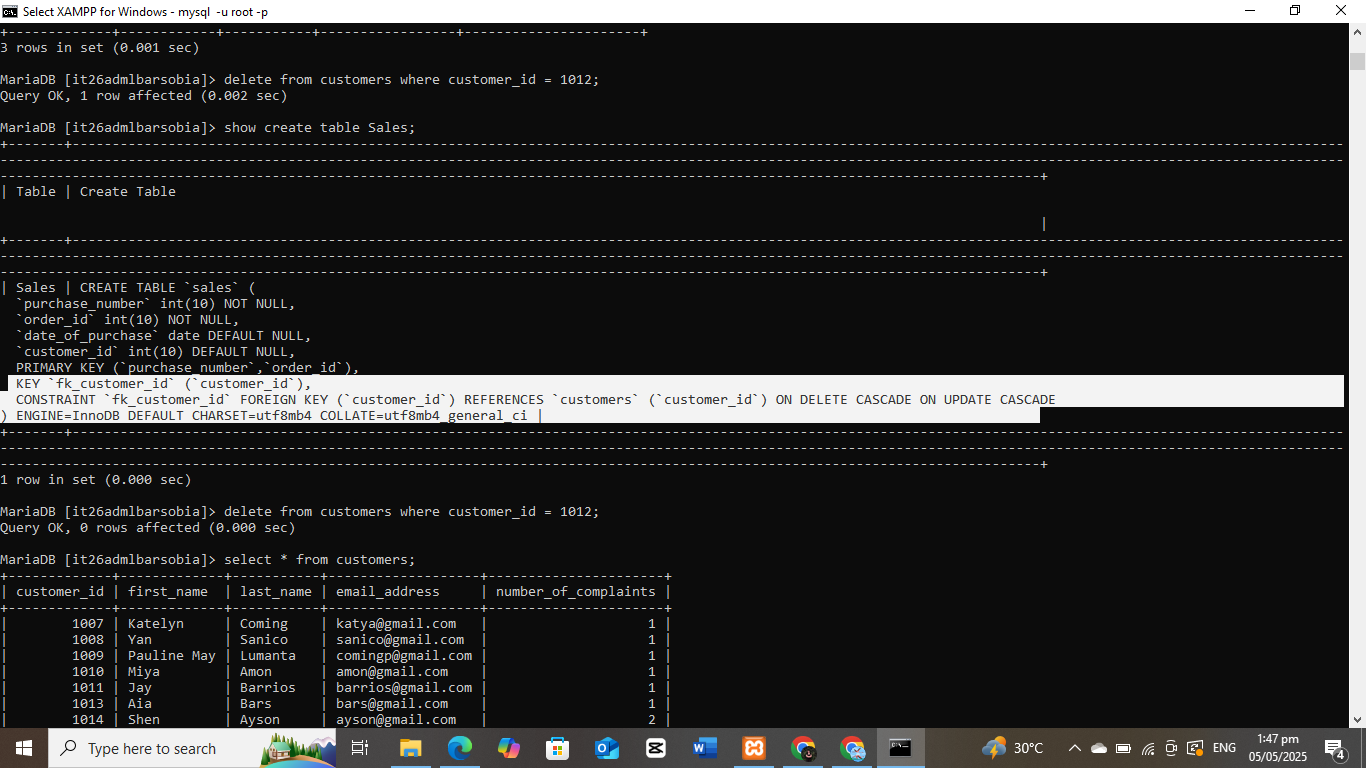 Select XAMPP for Windows - mysql  -u root -p
+-------------+------------+-----------+-----------------+----------------------+
3 rows in set (0.001 sec)
MariaDB [it26admlbarsobia]> delete from customers where customer_id = 1012;
Query OK, 1 row affected (0.002 sec)
MariaDB [it26admlbarsobia]> show create table Sales;
| Table | Create Table
|
| Sales | CREATE TABLE `sales` (
  `purchase_number` int(10) NOT NULL,
  `order_id` int(10) NOT NULL,
  `date_of_purchase` date DEFAULT NULL,
  `customer_id` int(10) DEFAULT NULL,
  PRIMARY KEY (`purchase_number`,`order_id`),
  KEY `fk_customer_id` (`customer_id`),
  CONSTRAINT `fk_customer_id` FOREIGN KEY (`customer_id`) REFERENCES `customers` (`customer_id`) ON DELETE CASCADE ON UPDATE CASCADE
) ENGINE=InnoDB DEFAULT CHARSET=utf8mb4 COLLATE=utf8mb4_general_ci |
1 row in set (0.000 sec)
MariaDB [it26admlbarsobia]> delete from customers where customer_id = 1012;
Query OK, 0 rows affected (0.000 sec)
MariaDB [it26admlbarsobia]> select * from customers;
+-------------+-------------+-----------+-------------------+----------------------+
| customer_id | first_name  | last_name | email_address     | number_of_complaints |
+-------------+-------------+-----------+-------------------+----------------------+
|        1007 | Katelyn     | Coming    | katya@gmail.com   |                    1 |
|        1008 | Yan         | Sanico    | sanico@gmail.com  |                    1 |
|        1009 | Pauline May | Lumanta   | comingp@gmail.com |                    1 |
|        1010 | Miya        | Amon      | amon@gmail.com    |                    1 |
|        1011 | Jay         | Barrios   | barrios@gmail.com |                    1 |
|        1013 | Aia         | Bars      | bars@gmail.com    |                    1 |
|        1014 | Shen        | Ayson     | ayson@gmail.com   |                    2 |
Type here to search
30°C
ENG
1:47 pm
05/05/2025
4